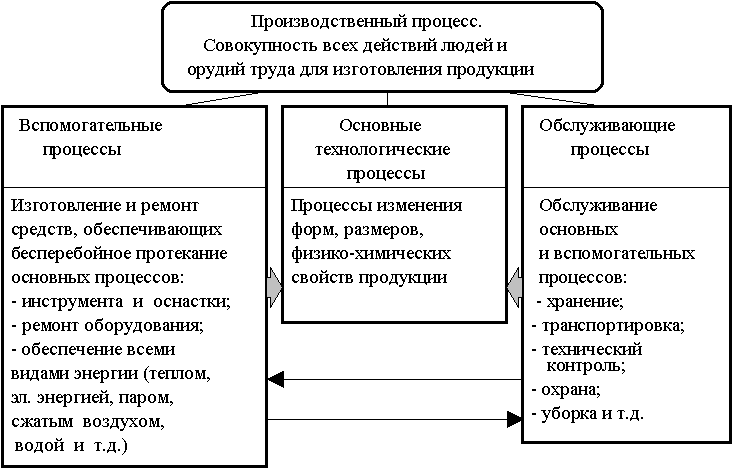 Производственный процесс.
Совокупность всех действий людей и
орудий труда для изготовления продукции
Вспомогательные
процессы
Изготовление и ремонт
средств, обеспечивающих
бесперебойное протекание
основных процессов:
- инструмента и оснастки;
- ремонт оборудования;
- обеспечение всеми
видами энергии (теплом,
эл. энергией, паром,
сжатым воздухом,
водой и т.д.)
Основные
технологические
процессы
Процессы изменения
форм, размеров,
физико-химических
свойств продукции
Обслуживающие
процессы
Обслуживание
основных
и вспомогательных
процессов:
- хранение;
- транспортировка;
- технический
контроль;
- охрана;
- уборка и т.д.